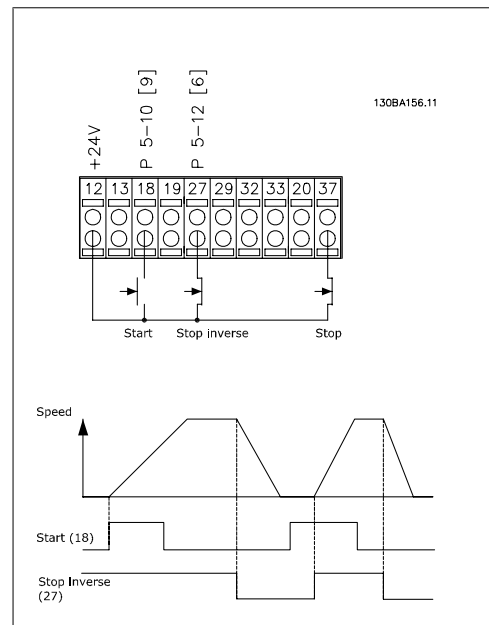 130BA156.11
+24V
P 5-10 [9]
P 5-12 [6]
12 13 18 19 27 29 32 33 20 37
Start Stop inverse Stop
Speed
Start (18)
Stop Inverse
(27)